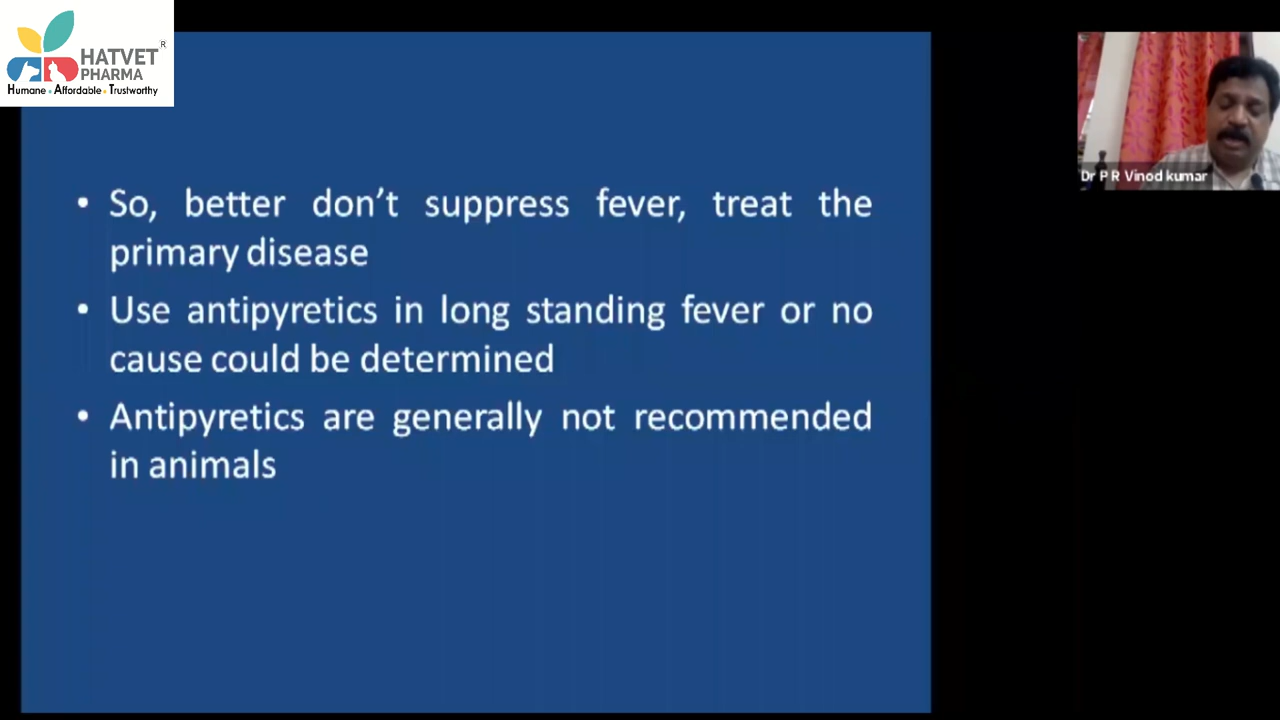 HATVET®
PHARMA
Humane • Affordable • Trustworthy
• So, better don’t suppress fever, treat the
primary disease
• Use antipyretics in long standing fever or no
cause could be determined
• Antipyretics are generally not recommended
in animals
Dr P R Vinod kumar